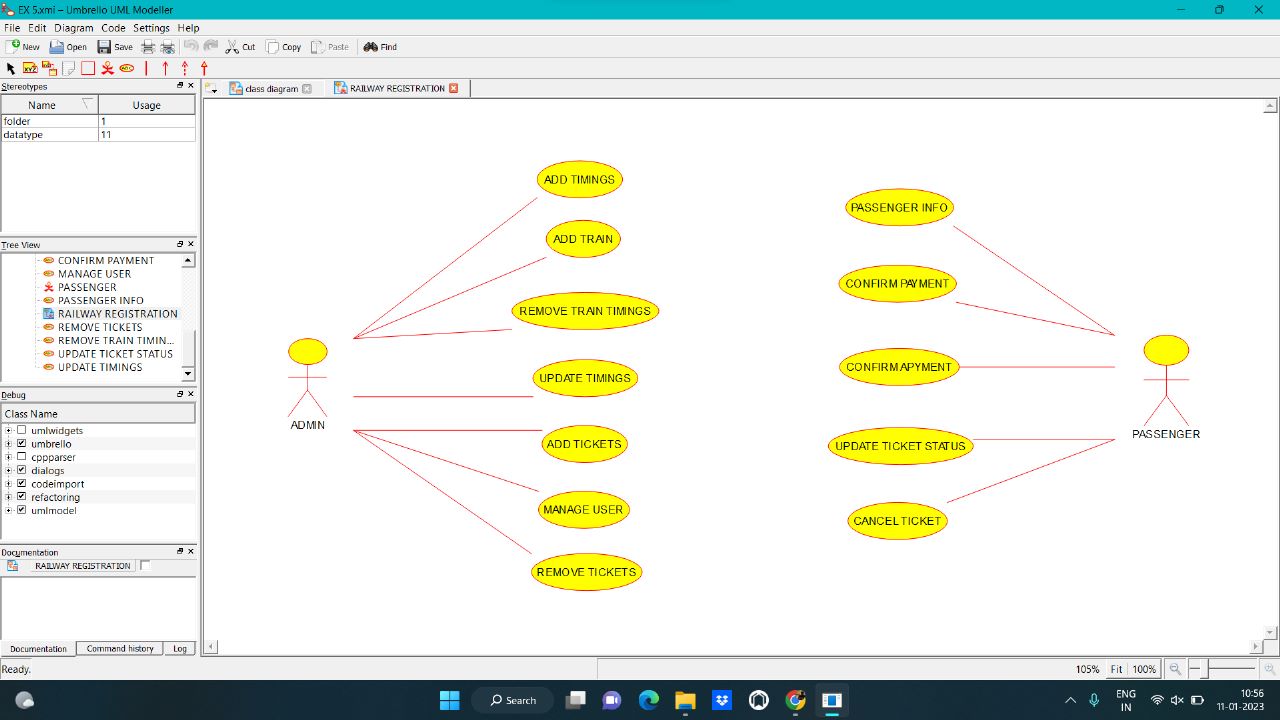 EX 5.xmi – Umbrello UML Modeller
File Edit Diagram Code Settings Help
New Open Save Cut Copy Paste Find
Stereotypes
Name Usage
folder 1
datatype 11
Tree View
CONFIRM PAYMENT
MANAGE USER
PASSENGER
PASSENGER INFO
RAILWAY REGISTRATION
REMOVE TICKETS
REMOVE TRAIN TIMIN...
UPDATE TICKET STATUS
UPDATE TIMINGS
Debug
Class Name
umlwidgets
umbrello
cppparser
dialogs
codeimport
refactoring
umlmodel
Documentation
RAILWAY REGISTRATION
Documentation Command history Log
class diagram RAILWAY REGISTRATION
ADD TIMINGS
ADD TRAIN
REMOVE TRAIN TIMINGS
UPDATE TIMINGS
ADD TICKETS
MANAGE USER
REMOVE TICKETS
ADMIN
PASSENGER INFO
CONFIRM PAYMENT
CONFIRM APYMENT
UPDATE TICKET STATUS
CANCEL TICKET
PASSENGER
Ready.
105% Fit 100%
Search
ENG
IN
10:56
11-01-2023